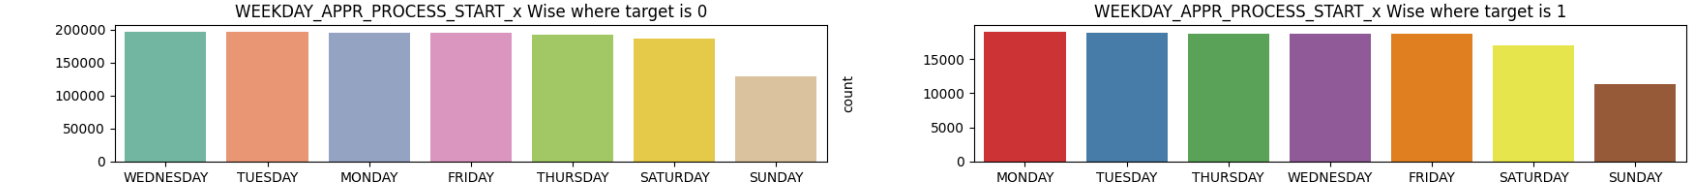 WEEKDAY_APPR_PROCESS_START_x Wise where target is 0
200000
150000
100000
50000
0
WEDNESDAY TUESDAY MONDAY FRIDAY THURSDAY SATURDAY SUNDAY
WEEKDAY_APPR_PROCESS_START_x Wise where target is 1
count
15000
10000
5000
0
MONDAY TUESDAY THURSDAY WEDNESDAY FRIDAY SATURDAY SUNDAY